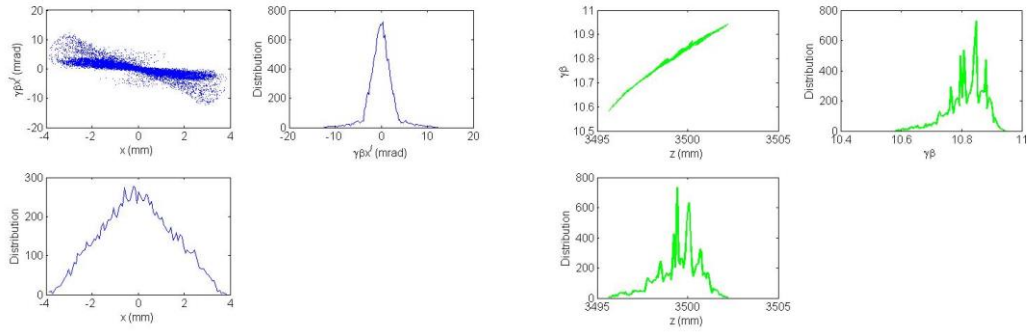 20
10
0
-10
-20
-4 -2 0 2 4
γβx' (mrad)
x (mm)
800
600
400
200
0
-20 -10 0 10 20
Distribution
γβx' (mrad)
11
10.9
10.8
10.7
10.6
10.5
3495 3500 3505
γβ
z (mm)
800
600
400
200
0
10.4 10.6 10.8 11
Distribution
γβ
300
200
100
0
-4 -2 0 2 4
Distribution
x (mm)
800
600
400
200
0
3495 3500 3505
Distribution
z (mm)